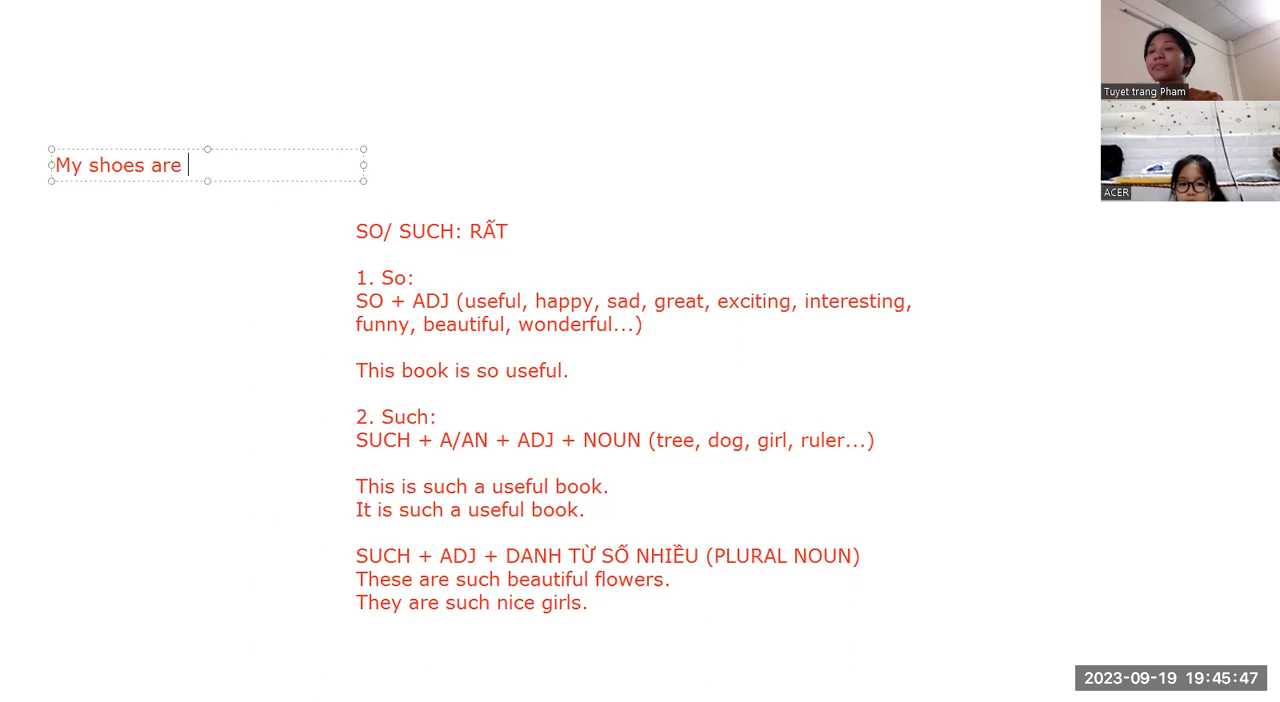 Tuyet trang Pham
My shoes are
ACER
SO/ SUCH: RẤT
1. So:
SO + ADJ (useful, happy, sad, great, exciting, interesting,
funny, beautiful, wonderful...)
This book is so useful.
2. Such:
SUCH + A/AN + ADJ + NOUN (tree, dog, girl, ruler...)
This is such a useful book.
It is such a useful book.
SUCH + ADJ + DANH TỪ SỐ NHIỀU (PLURAL NOUN)
These are such beautiful flowers.
They are such nice girls.
2023-09-19 19:45:47